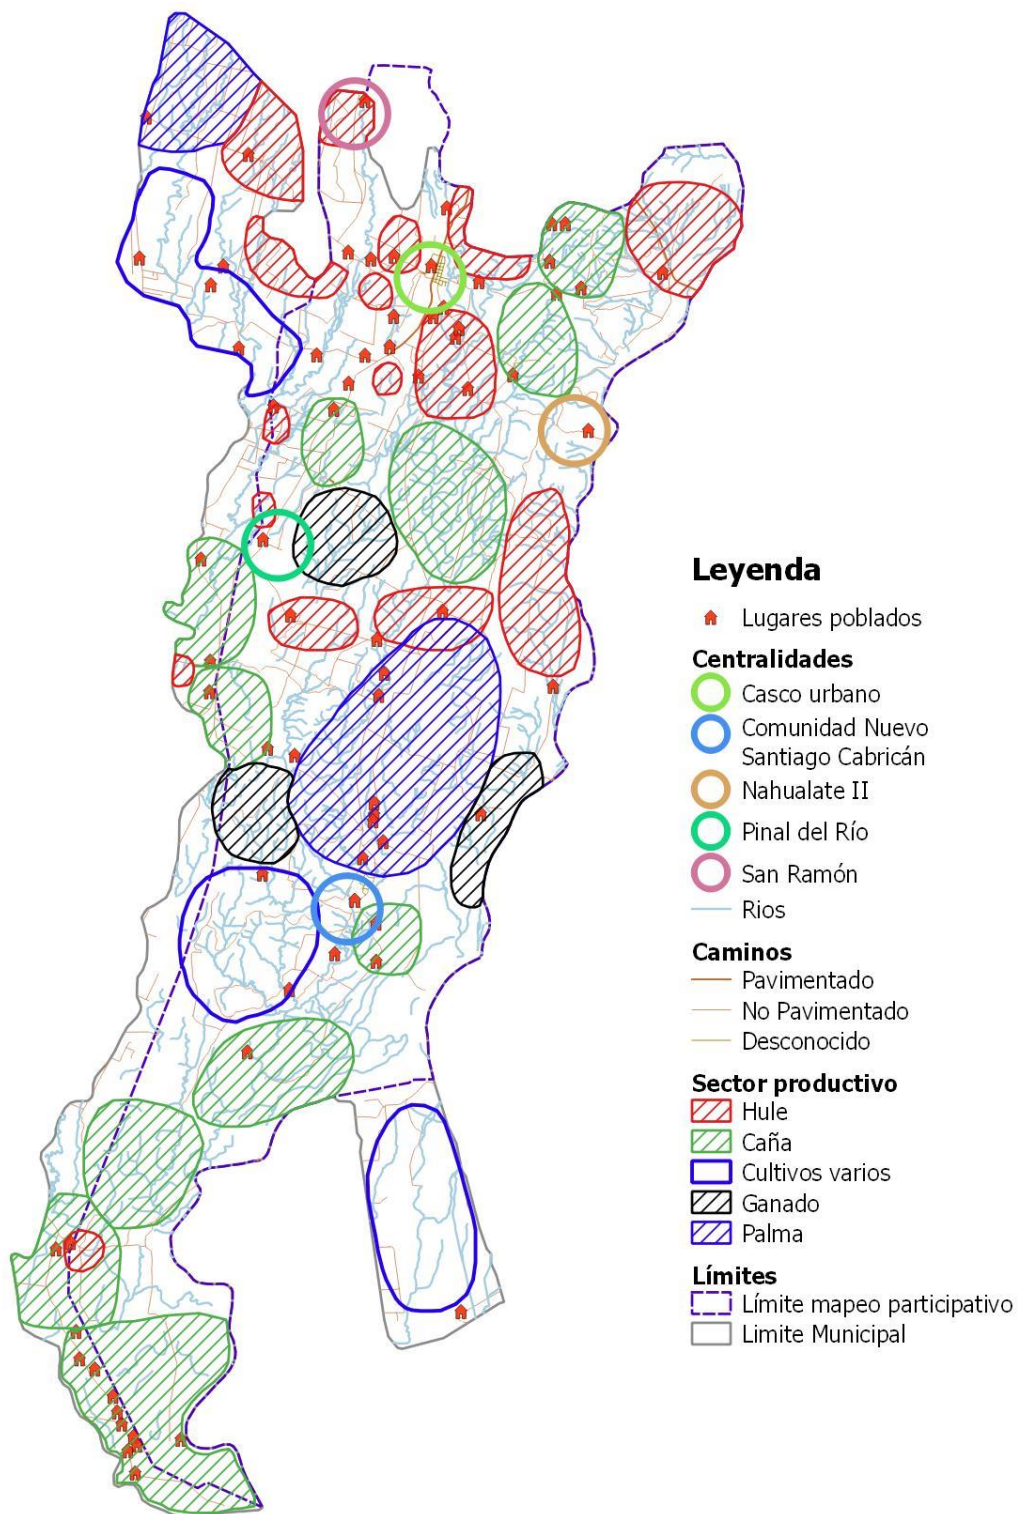 Leyenda
Lugares poblados
Centralidades
Casco urbano
Comunidad Nuevo
Santiago Cabricán
Nahualate II
Pinal del Río
San Ramón
Rios
Caminos
Pavimentado
No Pavimentado
Desconocido
Sector productivo
Hule
Caña
Cultivos varios
Ganado
Palma
Límites
Límite mapeo participativo
Limite Municipal